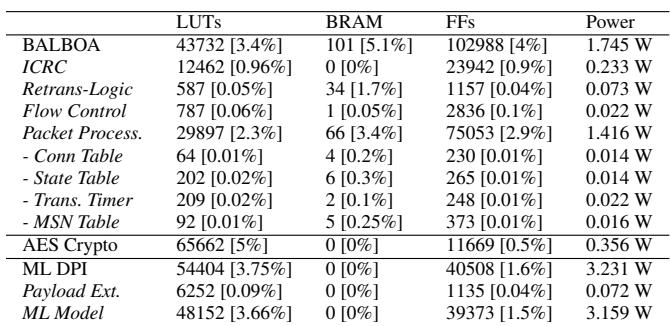 LUTs BRAM FFs Power
BALBOA 43732 [3.4%] 101 [5.1%] 102988 [4%] 1.745 W
ICRC 12462 [0.96%] 0 [0%] 23942 [0.9%] 0.233 W
Retrans-Logic 587 [0.05%] 34 [1.7%] 1157 [0.04%] 0.073 W
Flow Control 787 [0.06%] 1 [0.05%] 2836 [0.1%] 0.022 W
Packet Process. 29897 [2.3%] 66 [3.4%] 75053 [2.9%] 1.416 W
- Conn Table 64 [0.01%] 4 [0.2%] 230 [0.01%] 0.014 W
- State Table 202 [0.02%] 6 [0.3%] 265 [0.01%] 0.014 W
- Trans. Timer 209 [0.02%] 2 [0.1%] 248 [0.01%] 0.022 W
- MSN Table 92 [0.01%] 5 [0.25%] 373 [0.01%] 0.016 W
AES Crypto 65662 [5%] 0 [0%] 11669 [0.5%] 0.356 W
ML DPI 54404 [3.75%] 0 [0%] 40508 [1.6%] 3.231 W
Payload Ext. 6252 [0.09%] 0 [0%] 1135 [0.04%] 0.072 W
ML Model 48152 [3.66%] 0 [0%] 39373 [1.5%] 3.159 W